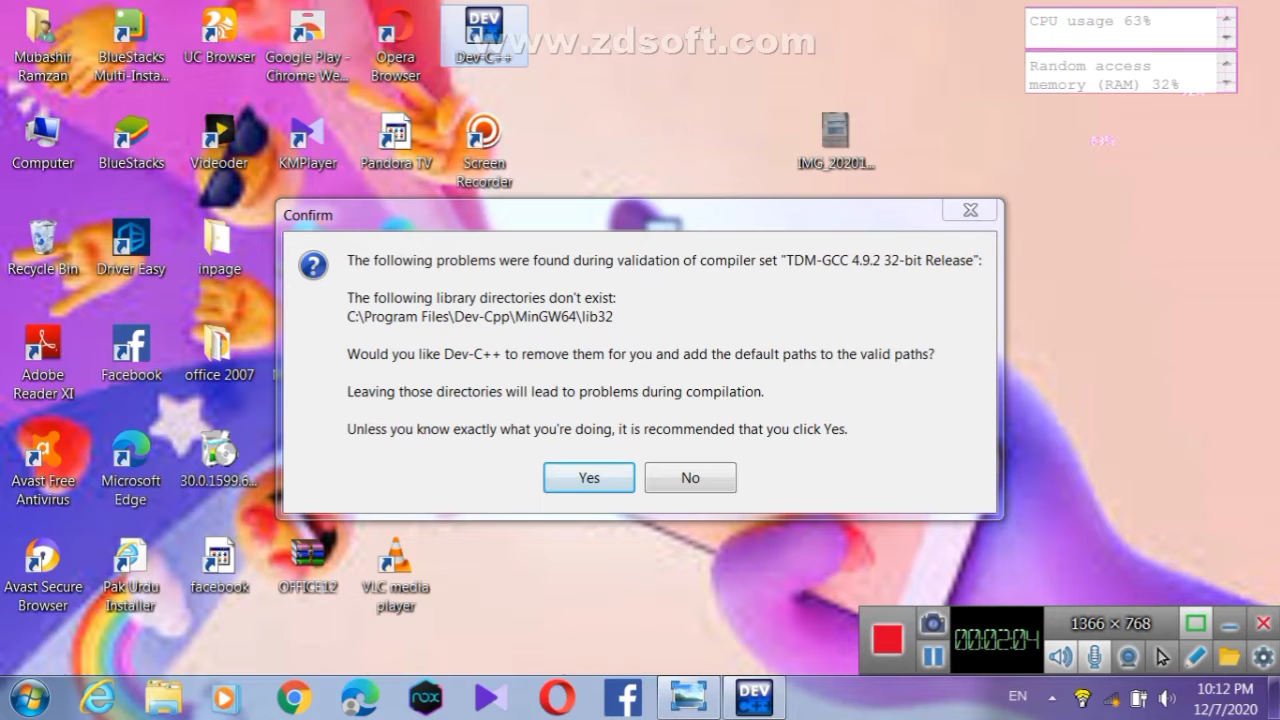 www.zdsoft.com
CPU usage 63%
Random access
memory (RAM) 32%
63%
Mubashir
Ramzan
BlueStacks
Multi-Insta...
UC Browser
Google Play -
Chrome We...
Opera
Browser
DEV
C++
Dev-C++
Computer
BlueStacks
Videoder
KMPlayer
Pandora TV
Screen
Recorder
IMG_20201...
Recycle Bin
Driver Easy
inpage
Adobe
Reader XI
Facebook
office 2007
Avast Free
Antivirus
Microsoft
Edge
30.0.1599.6...
Avast Secure
Browser
Pak Urdu
Installer
facebook
OFFICE12
VLC media
player
Confirm
The following problems were found during validation of compiler set "TDM-GCC 4.9.2 32-bit Release":
The following library directories don't exist:
C:\Program Files\Dev-Cpp\MinGW64\lib32
Would you like Dev-C++ to remove them for you and add the default paths to the valid paths?
Leaving those directories will lead to problems during compilation.
Unless you know exactly what you're doing, it is recommended that you click Yes.
Yes
No
00:02:04
1366 × 768
nox
DEV
C++
EN
10:12 PM
12/7/2020